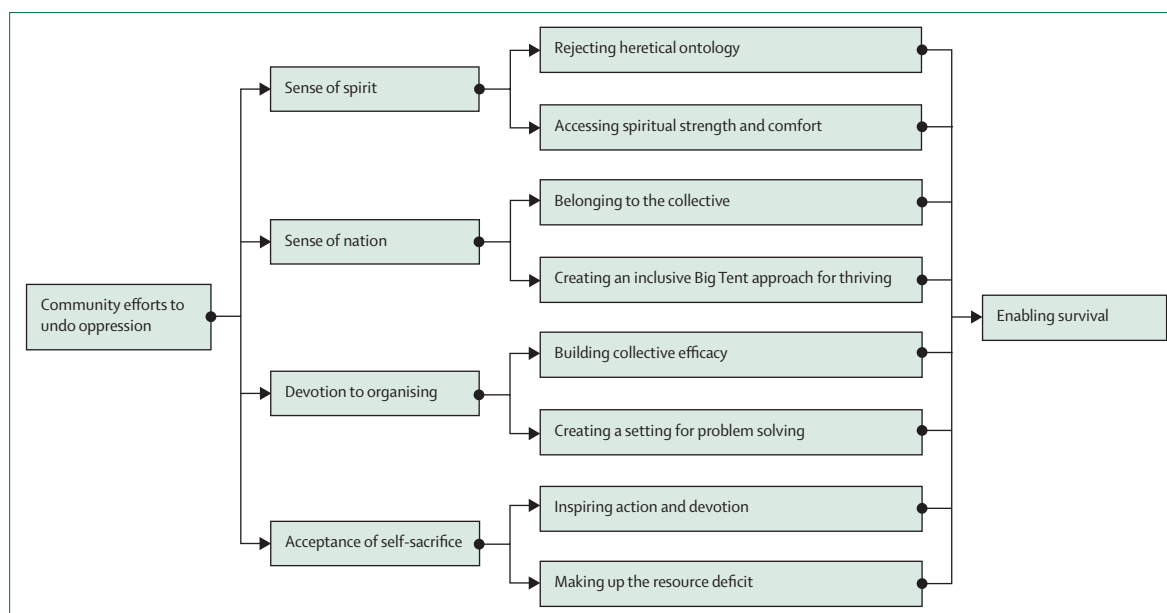 Rejecting heretical ontology
Sense of spirit
Accessing spiritual strength and comfort
Belonging to the collective
Sense of nation
Creating an inclusive Big Tent approach for thriving
Community efforts to
undo oppression
Enabling survival
Building collective efficacy
Devotion to organising
Creating a setting for problem solving
Inspiring action and devotion
Acceptance of self-sacrifice
Making up the resource deficit